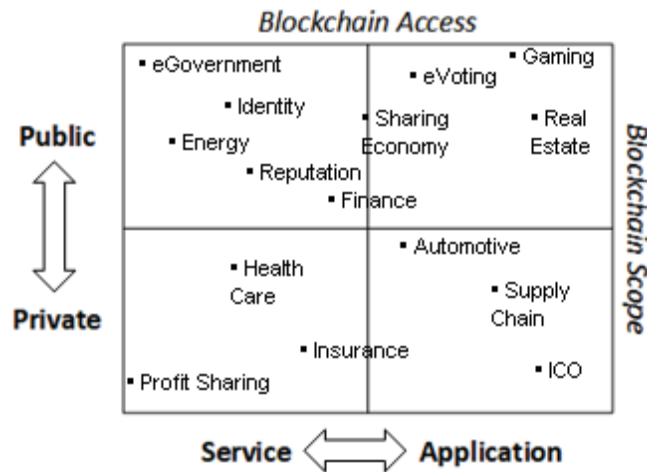 Blockchain Access
Gaming
eGovernment
eVoting
Identity
Sharing
Economy
Real
Estate
Public
Energy
Reputation
Finance
Blockchain Scope
Automotive
Health
Care
Supply
Chain
Private
Insurance
ICO
Profit Sharing
Service
Application